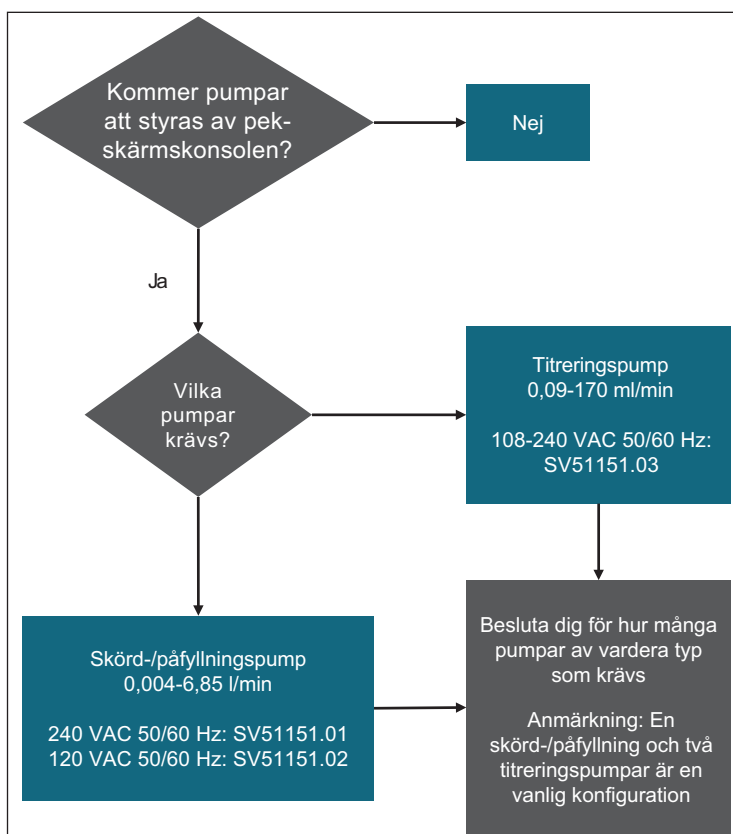 Kommer pumpar
att styras av pek-
skärmskonsolen?
Nej
Ja
Vilka
pumpar
krävs?
Titreringspump
0,09-170 ml/min
108-240 VAC 50/60 Hz:
SV51151.03
Skörd-/påfyllningspump
0,004-6,85 l/min
240 VAC 50/60 Hz: SV51151.01
120 VAC 50/60 Hz: SV51151.02
Besluta dig för hur många
pumpar av vardera typ
som krävs
Anmärkning: En
skörd-/påfyllning och två
titreringspumpar är en
vanlig konfiguration